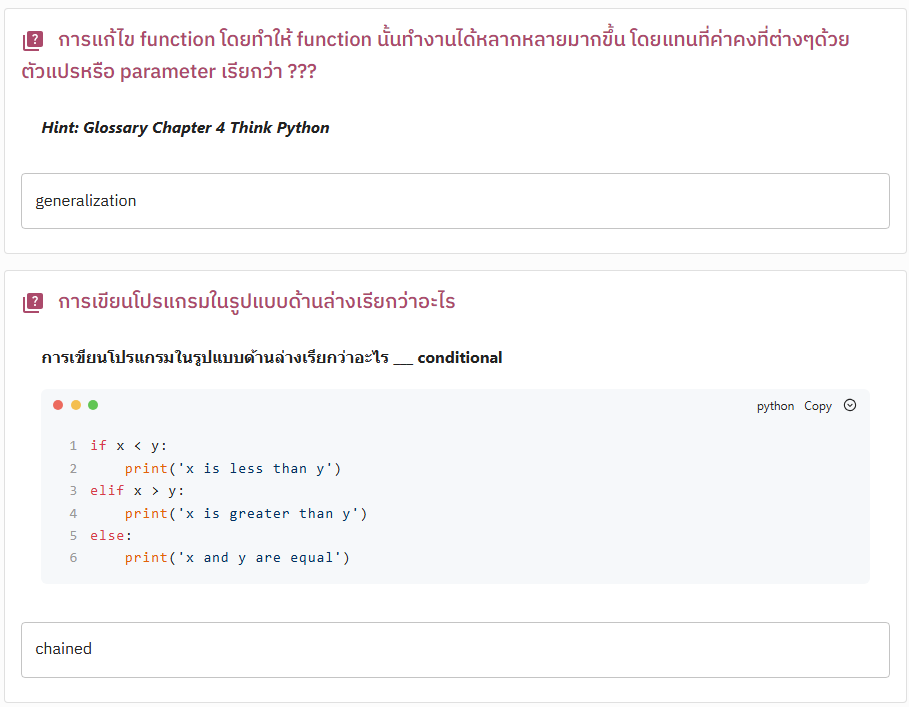 การแก้ไข function โดยทำให้ function นั้นทำงานได้หลากหลายมากขึ้น โดยแทนที่ค่าคงที่ต่างๆด้วย
ตัวแปรหรือ parameter เรียกว่า ???
Hint: Glossary Chapter 4 Think Python
generalization
การเขียนโปรแกรมในรูปแบบด้านล่างเรียกว่าอะไร
การเขียนโปรแกรมในรูปแบบด้านล่างเรียกว่าอะไร __ conditional
python Copy
1 if x < y:
2     print('x is less than y')
3 elif x > y:
4     print('x is greater than y')
5 else:
6     print('x and y are equal')
chained